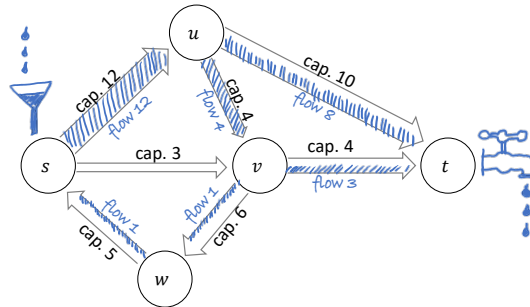 u
cap. 12
flow 12
cap. 4
flow 4
cap. 10
flow 8
s
cap. 3
v
cap. 4
flow 3
t
flow 1
cap. 5
flow 1
cap. 6
w